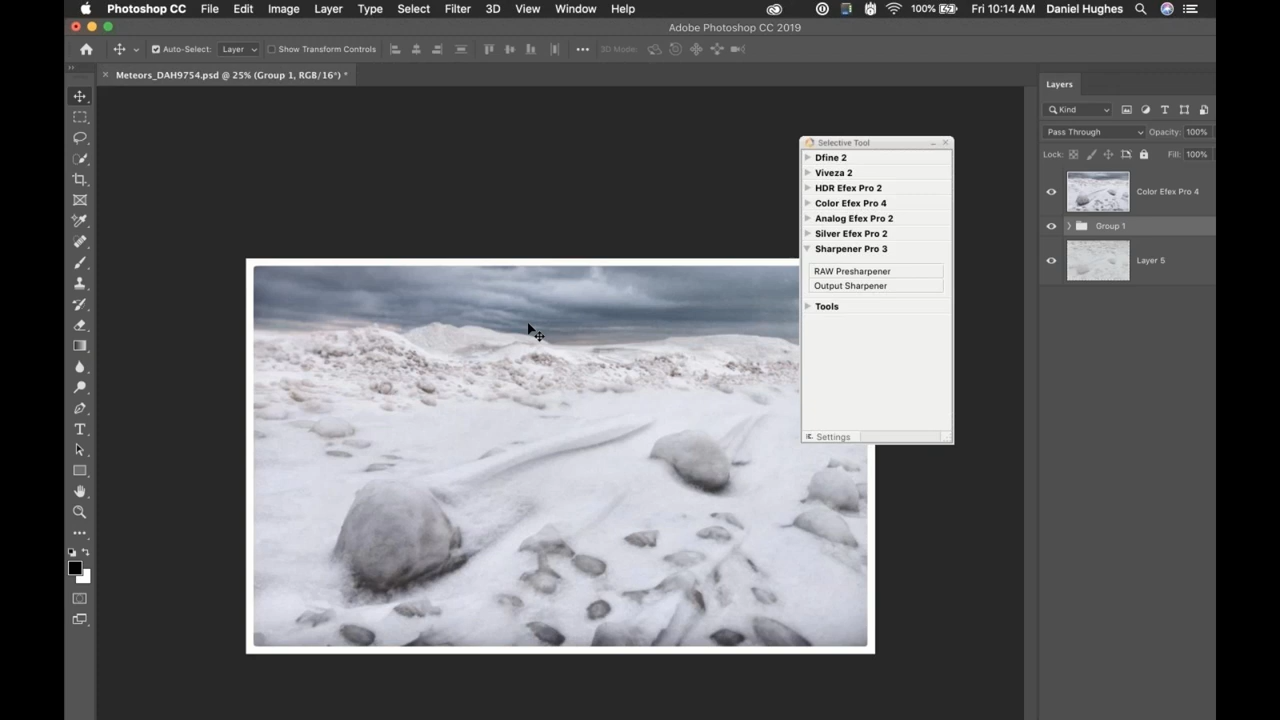 Photoshop CC File Edit Image Layer Type Select Filter 3D View Window Help 100% Fri 10:14 AM Daniel Hughes
Adobe Photoshop CC 2019
Auto-Select: Layer Show Transform Controls 3D Mode:
Meteors_DAH9754.psd @ 25% (Group 1, RGB/16*) *
Layers
Kind
Pass Through Opacity: 100%
Lock: Fill: 100%
Color Efex Pro 4
Group 1
Layer 5
Selective Tool
Dfine 2
Viveza 2
HDR Efex Pro 2
Color Efex Pro 4
Analog Efex Pro 2
Silver Efex Pro 2
Sharpener Pro 3
RAW Presharpener
Output Sharpener
Tools
Settings